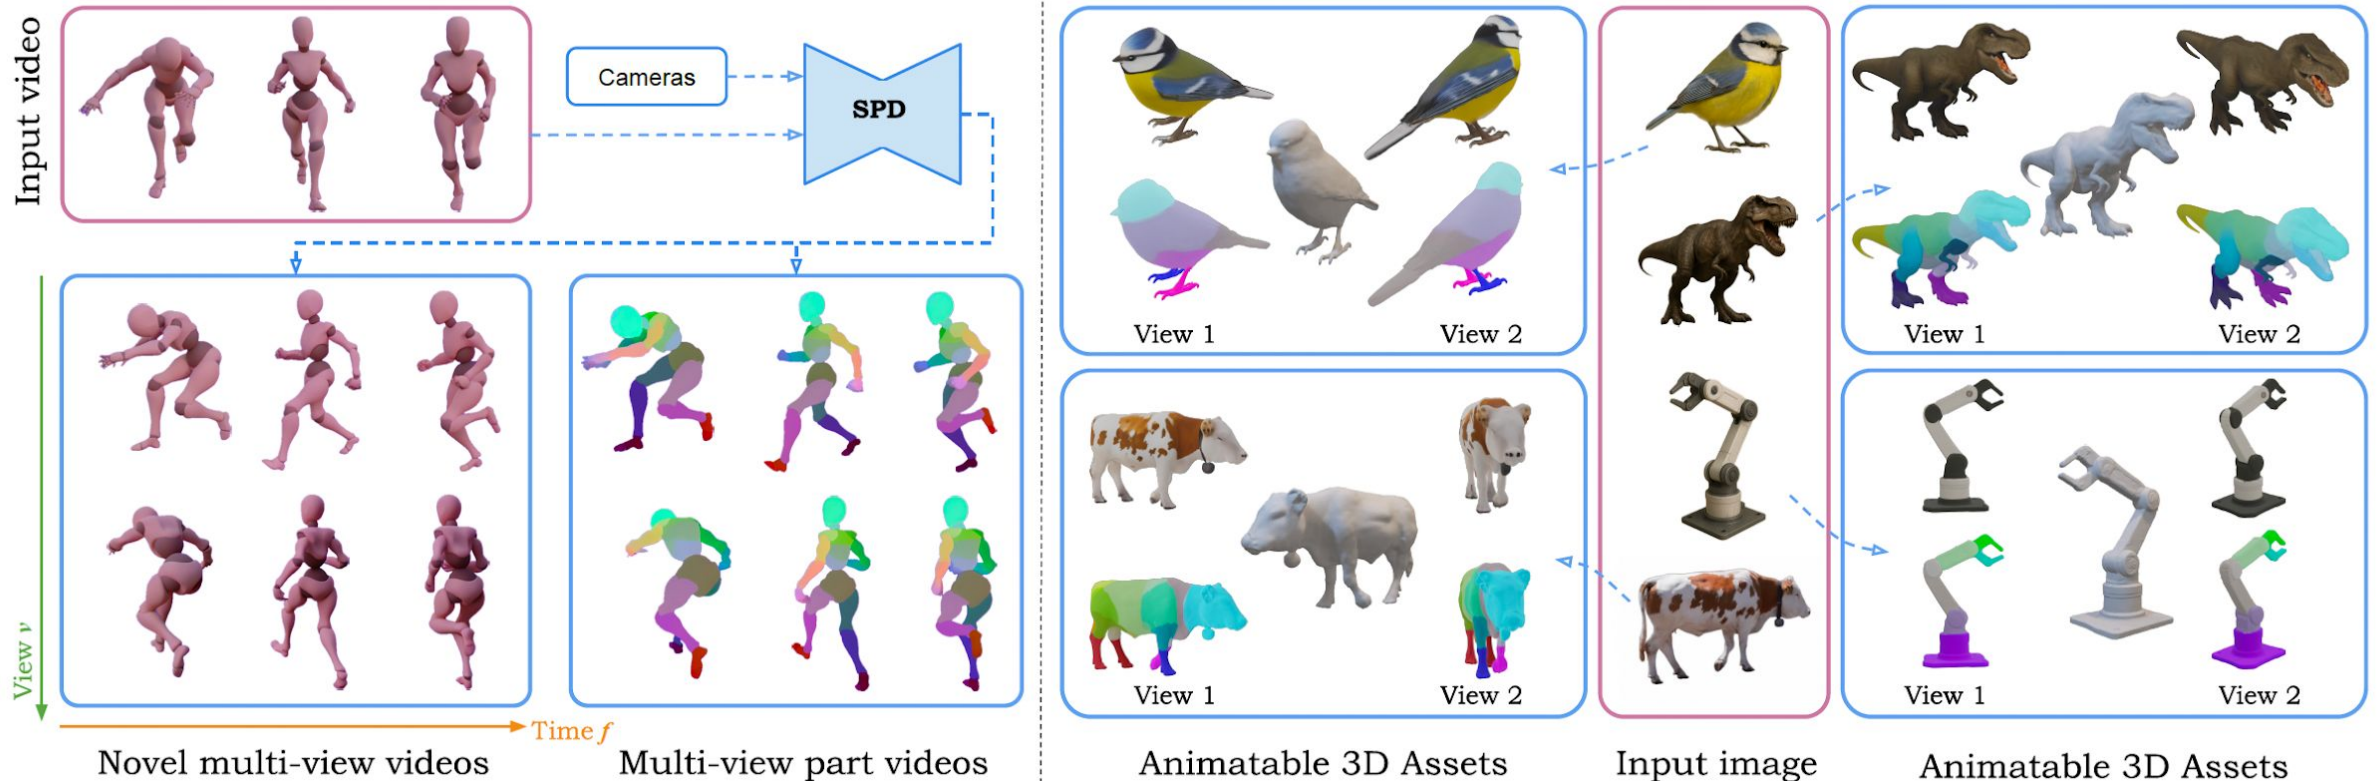 Input video
Cameras
SPD
View v
Time f
Novel multi-view videos
Multi-view part videos
View 1
View 2
View 1
View 2
Animatable 3D Assets
Input image
View 1
View 2
View 1
View 2
Animatable 3D Assets